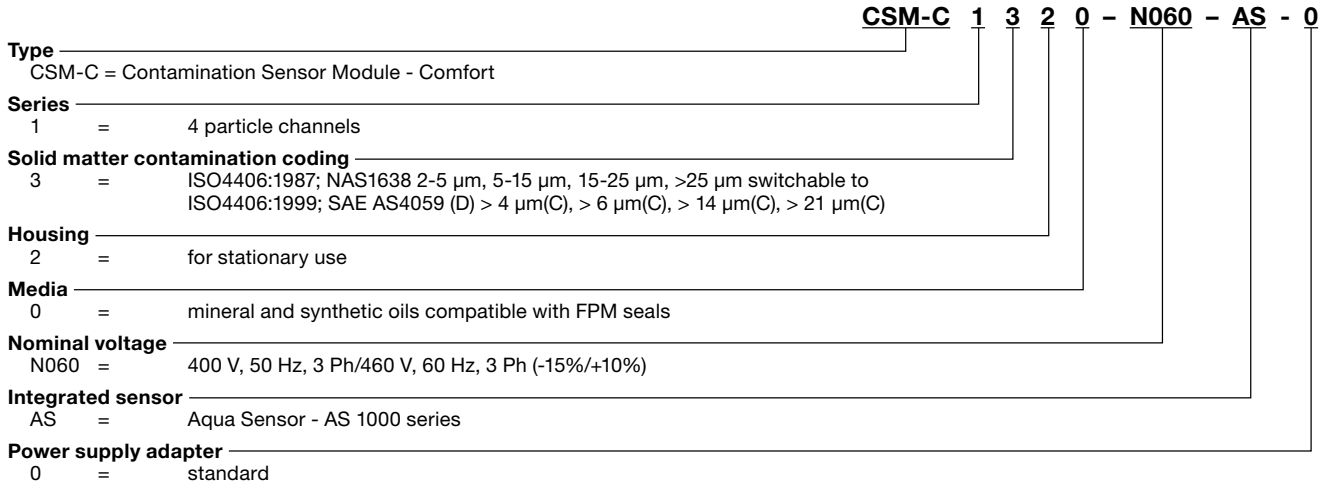 CSM-C 1 3 2 0 – N060 – AS - 0
Type
CSM-C = Contamination Sensor Module - Comfort
Series
1 = 4 particle channels
Solid matter contamination coding
3 = ISO4406:1987; NAS1638 2-5 µm, 5-15 µm, 15-25 µm, >25 µm switchable to
ISO4406:1999; SAE AS4059 (D) > 4 µm(C), > 6 µm(C), > 14 µm(C), > 21 µm(C)
Housing
2 = for stationary use
Media
0 = mineral and synthetic oils compatible with FPM seals
Nominal voltage
N060 = 400 V, 50 Hz, 3 Ph/460 V, 60 Hz, 3 Ph (-15%/+10%)
Integrated sensor
AS = Aqua Sensor - AS 1000 series
Power supply adapter
0 = standard